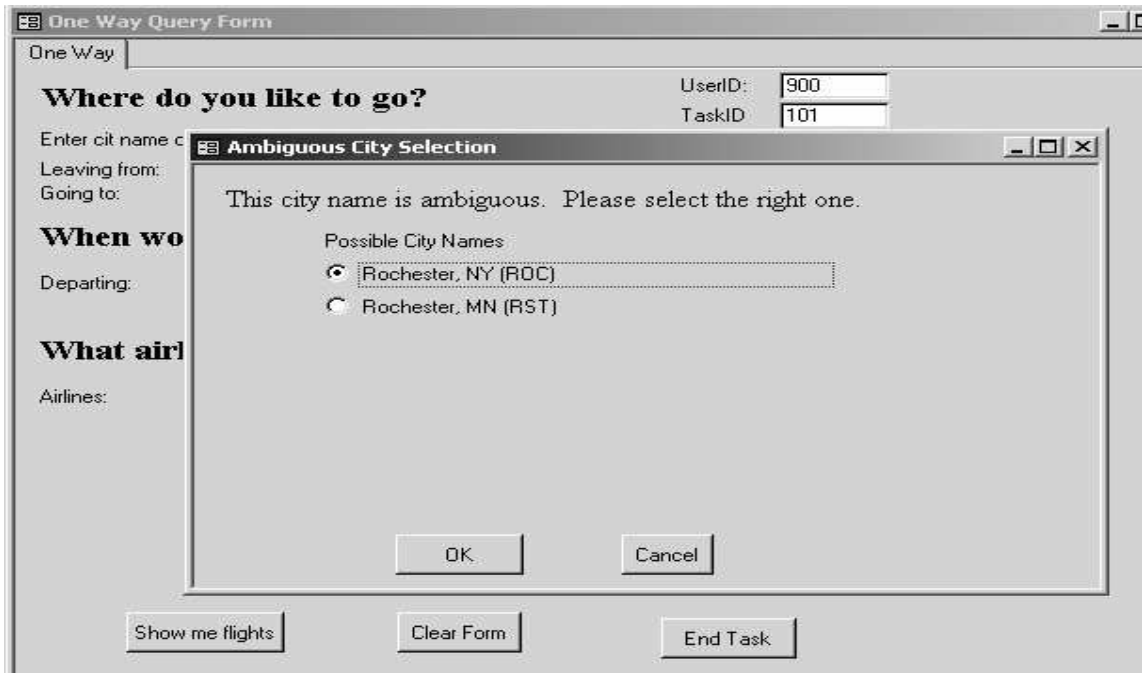 One Way Query Form
One Way
Where do you like to go?
UserID: 900
TaskID 101
Enter cit name
Leaving from:
Going to:
When wo
Departing:
What airl
Airlines:
Ambiguous City Selection
This city name is ambiguous. Please select the right one.
Possible City Names
Rochester, NY (ROC)
Rochester, MN (RST)
OK Cancel
Show me flights Clear Form End Task